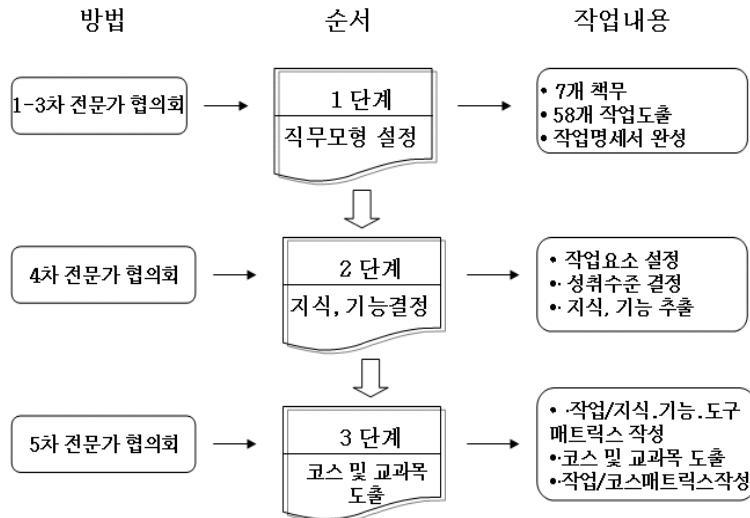 방법
순서
작업내용
1-3차 전문가 협의회
1 단계
직무모형 설정
• 7개 책무
• 58개 작업도출
• 작업명세서 완성
4차 전문가 협의회
2 단계
지식, 기능결정
• 작업요소 설정
•· 성취수준 결정
•· 지식, 기능 추출
5차 전문가 협의회
3 단계
코스 및 교과목
도출
• ·작업/지식.기능.도구
매트릭스 작성
•·코스 및 교과목 도출
•·작업/코스매트릭스작성